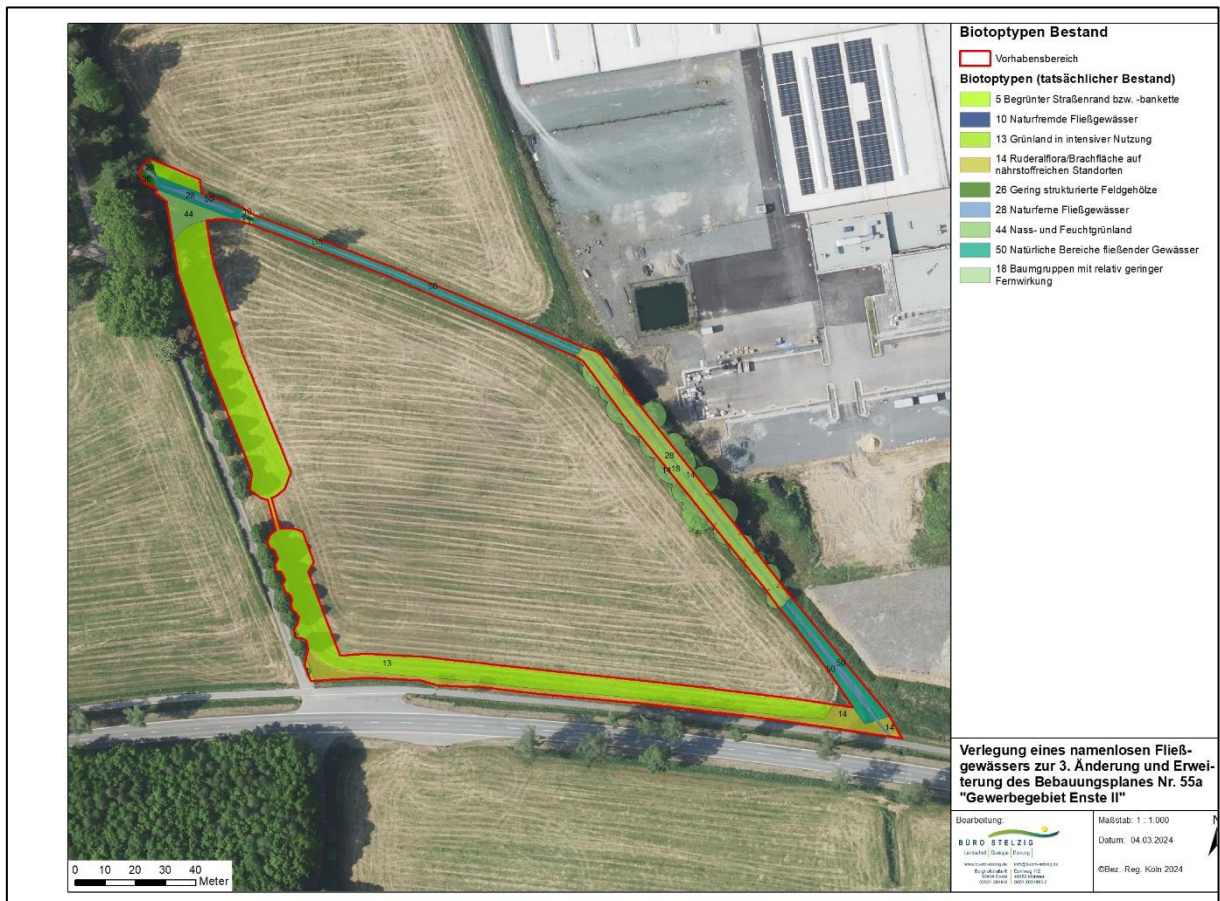 Biotoptypen Bestand
Vorhabensbereich
Biotoptypen (tatsächlicher Bestand)
5 Begrünter Straßenrand bzw. -bankette
10 Naturfremde Fließgewässer
13 Grünland in intensiver Nutzung
14 Ruderalflora/Brachfläche auf
nährstoffreichen Standorten
26 Gering strukturierte Feldgehölze
28 Naturferne Fließgewässer
44 Nass- und Feuchtgrünland
50 Natürliche Bereiche fließender Gewässer
18 Baumgruppen mit relativ geringer
Fernwirkung
28
50
44
50
28
14
18
14
50
50
13
14
14
0 10 20 30 40
Meter
Verlegung eines namenlosen Fließ-
gewässers zur 3. Änderung und Erwei-
terung des Bebauungsplanes Nr. 55a
"Gewerbegebiet Enste II"
Bearbeitung:
BÜRO STELZIG
Landschaft | Ökologie | Planung
Maßstab: 1 : 1.000
Datum: 04.03.2024
©Bez.-Reg. Köln 2024
N